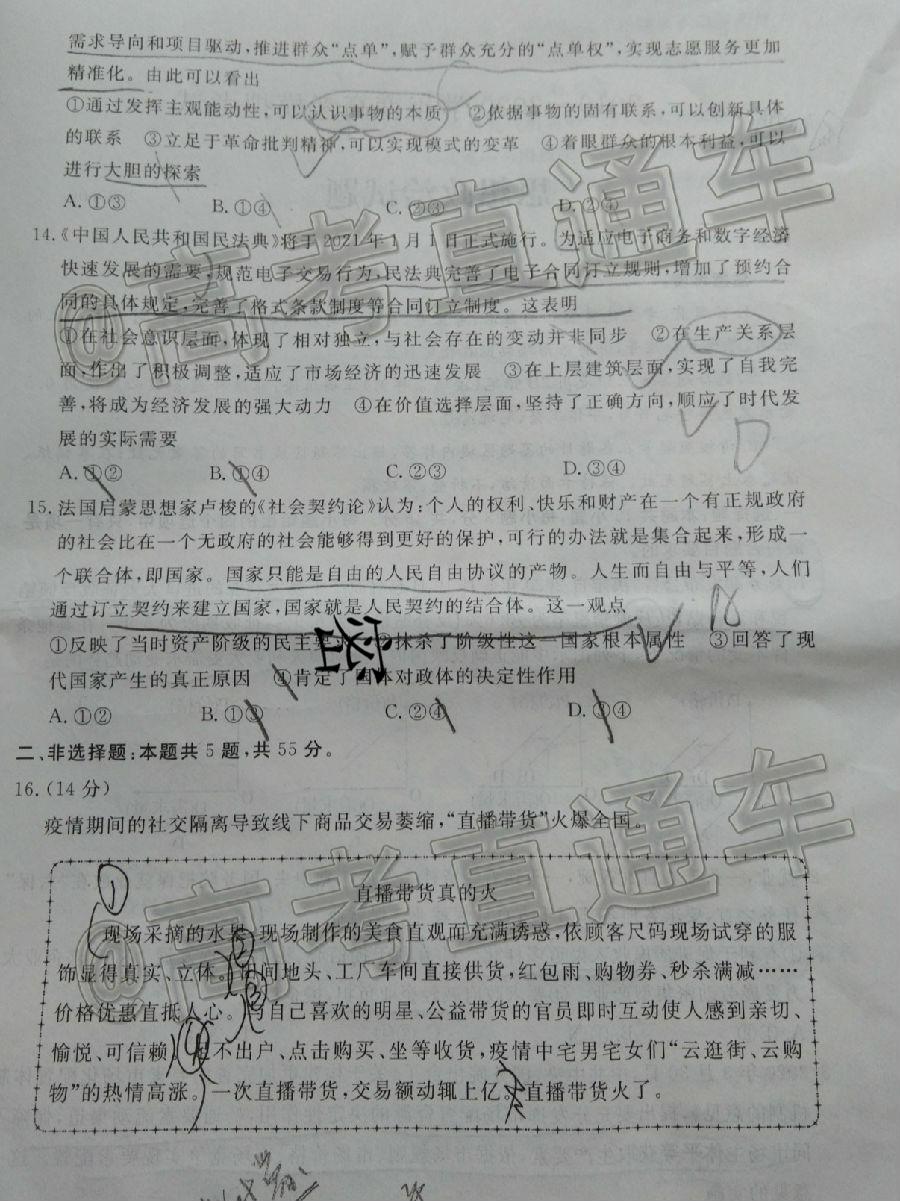 需求导向和项目驱动,推进群众“点单”,赋予群众充分的“点单权”,实现志愿服务更加
精准化。由此可以看出
①通过发挥主观能动性,可以认识事物的本质 ②依据事物的固有联系,可以创新具体
的联系 ③立足于革命批判精神,可以实现模式的变革 ④着眼群众的根本利益,可以
进行大胆的探索
A. ①③ B. ①④ C. ②③ D. ②④
14.《中国人民共和国民法典》将于2021年1月1日正式施行。为适应电子商务和数字经济
快速发展的需要,规范电子交易行为,民法典完善了电子合同订立规则,增加了预约合
同的具体规定,完善了格式条款制度等合同订立制度。这表明
①在社会意识层面,体现了相对独立,与社会存在的变动并非同步 ②在生产关系层
面,作出了积极调整,适应了市场经济的迅速发展 ③在上层建筑层面,实现了自我完
善,将成为经济发展的强大动力 ④在价值选择层面,坚持了正确方向,顺应了时代发
展的实际需要
D
A. ①② B. ①④ C. ②③ D. ③④
15.法国启蒙思想家卢梭的《社会契约论》认为:个人的权利、快乐和财产在一个有正规政府
的社会比在一个无政府的社会能够得到更好的保护,可行的办法就是集合起来,形成一
个联合体,即国家。国家只能是自由的人民自由协议的产物。人生而自由与平等,人们
通过订立契约来建立国家,国家就是人民契约的结合体。这一观点
①反映了当时资产阶级的民主要 ②抹杀了阶级性这一国家根本属性 ③回答了现
代国家产生的真正原因 ④肯定了国体对政体的决定性作用
A. ①② B. ①③ C. ②④ D. ③④
二、非选择题:本题共5题,共55分。
16.(14分)
疫情期间的社交隔离导致线下商品交易萎缩,“直播带货”火爆全国。
直播带货真的火
①
现场采摘的水果、现场制作的美食直观而充满诱惑,依顾客尺码现场试穿的服
饰显得真实、立体。②田间地头、工厂车间直接供货,红包雨、购物券、秒杀满减……
价格优惠直抵人心。③与自己喜欢的明星、公益带货的官员即时互动使人感到亲切、
愉悦、可信赖。④足不出户、点击购买、坐等收货,疫情中宅男宅女们“云逛街、云购
物”的热情高涨。一次直播带货,交易额动辄上亿。直播带货火了。
@高考直通车
@高考直通车